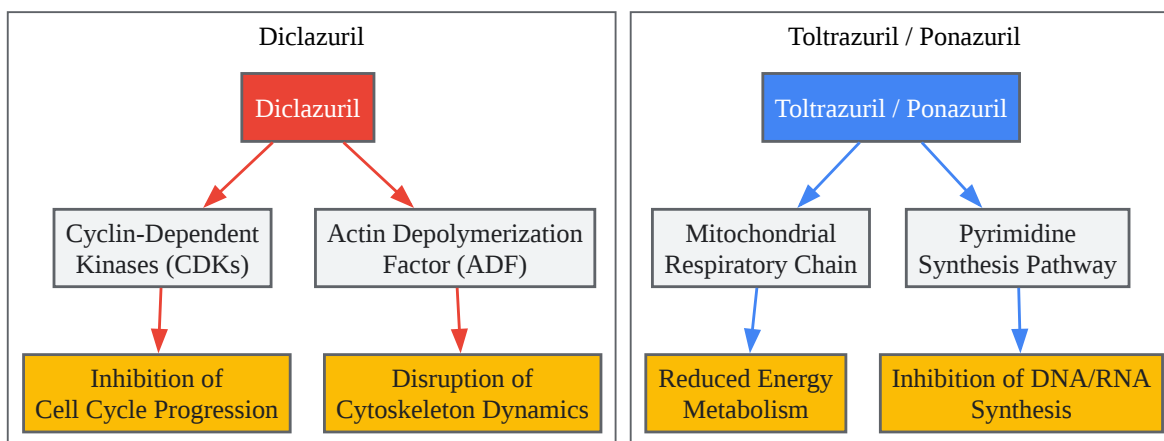 Diclazuril
Diclazuril
Cyclin-Dependent
Kinases (CDKs)
Actin Depolymerization
Factor (ADF)
Inhibition of
Cell Cycle Progression
Disruption of
Cytoskeleton Dynamics
Toltrazuril / Ponazuril
Toltrazuril / Ponazuril
Mitochondrial
Respiratory Chain
Pyrimidine
Synthesis Pathway
Reduced Energy
Metabolism
Inhibition of DNA/RNA
Synthesis